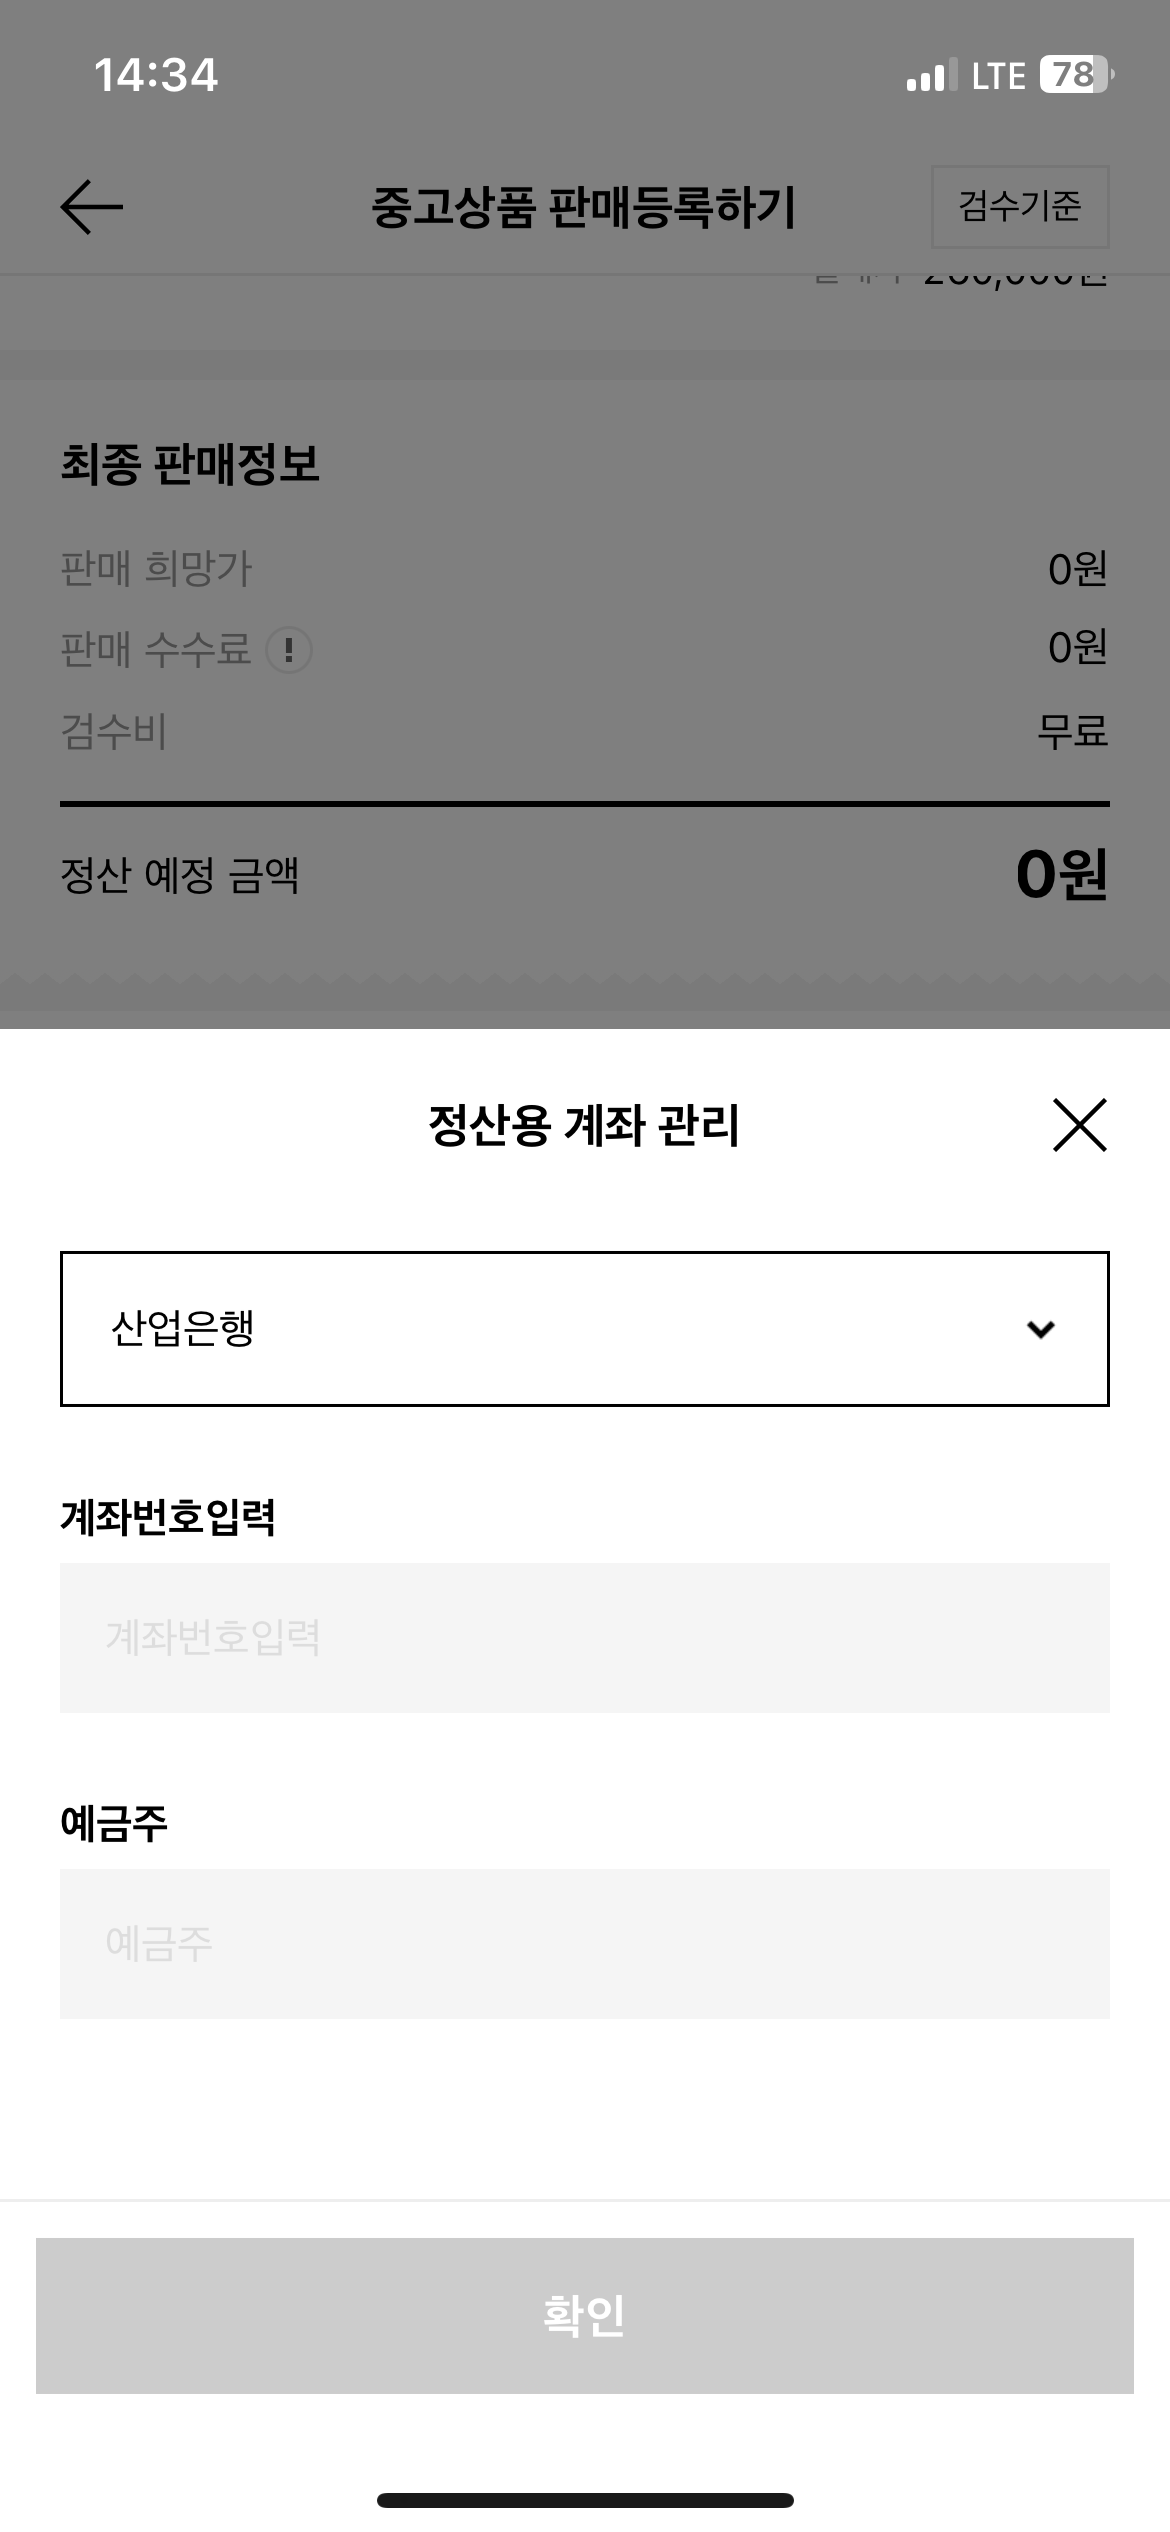 14:34
LTE 78
중고상품 판매등록하기
검수기준
최종 판매정보
판매 희망가 0원
판매 수수료 ! 0원
검수비 무료
정산 예정 금액 0원
정산용 계좌 관리
산업은행
계좌번호입력
계좌번호입력
예금주
예금주
확인